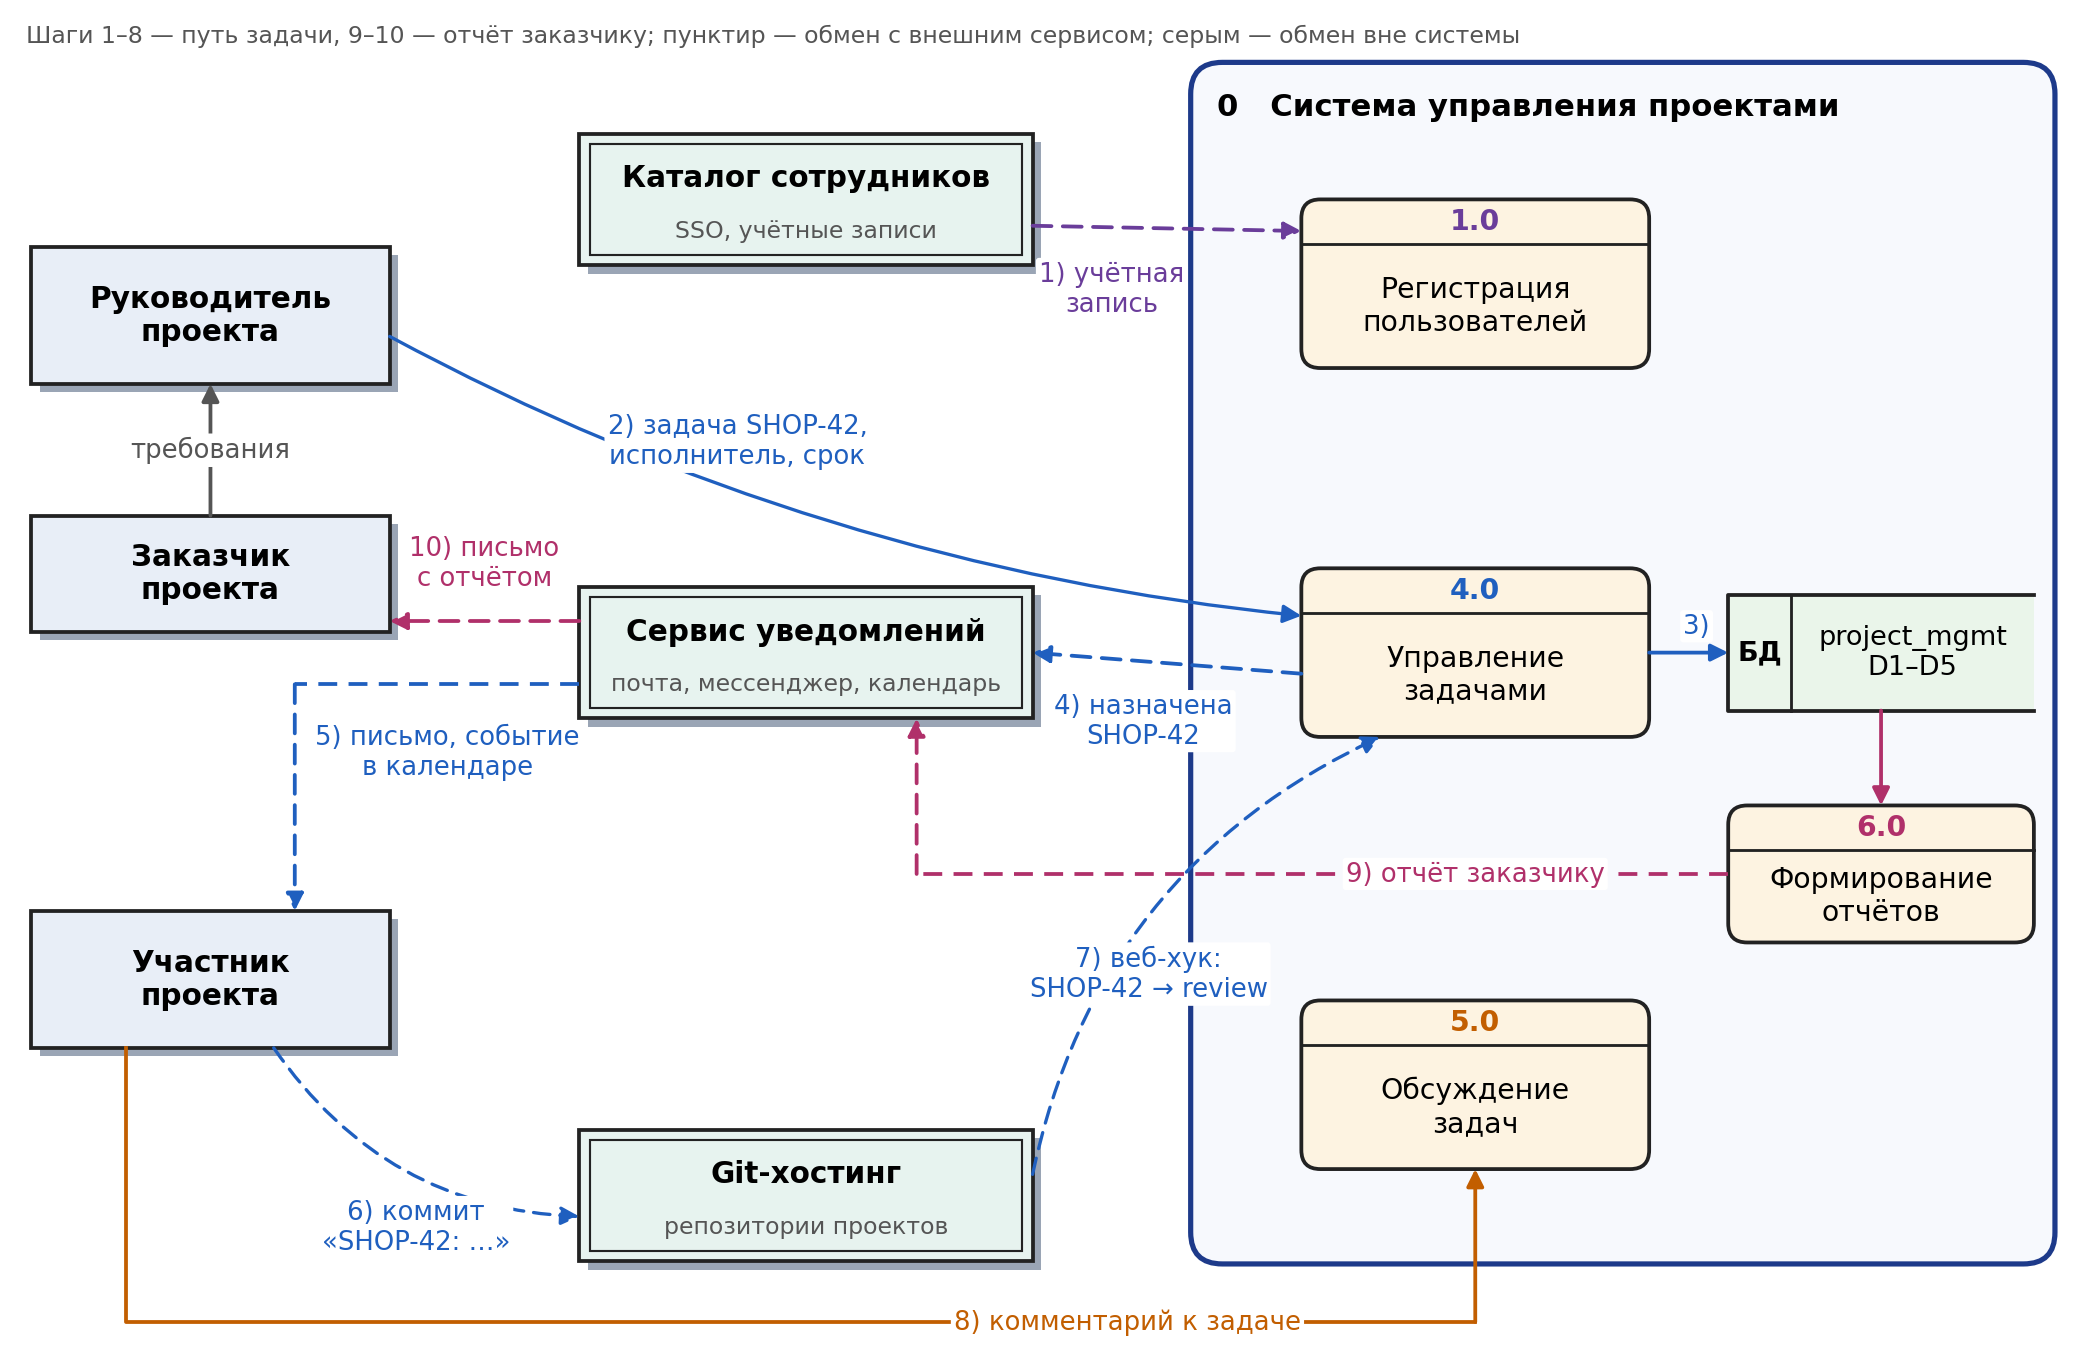 Шаги 1–8 — путь задачи, 9–10 — отчёт заказчику; пунктир — обмен с внешним сервисом; серым — обмен вне системы
0 Система управления проектами
Каталог сотрудников
SSO, учётные записи
1) учётная
запись
1.0
Регистрация
пользователей
Руководитель
проекта
2) задача SHOP-42,
исполнитель, срок
требования
Заказчик
проекта
10) письмо
с отчётом
Сервис уведомлений
почта, мессенджер, календарь
4.0
Управление
задачами
3)
БД
project_mgmt
D1–D5
4) назначена
SHOP-42
5) письмо, событие
в календаре
6.0
Формирование
отчётов
9) отчёт заказчику
Участник
проекта
7) веб-хук:
SHOP-42 → review
5.0
Обсуждение
задач
Git-хостинг
репозитории проектов
6) коммит
«SHOP-42: …»
8) комментарий к задаче